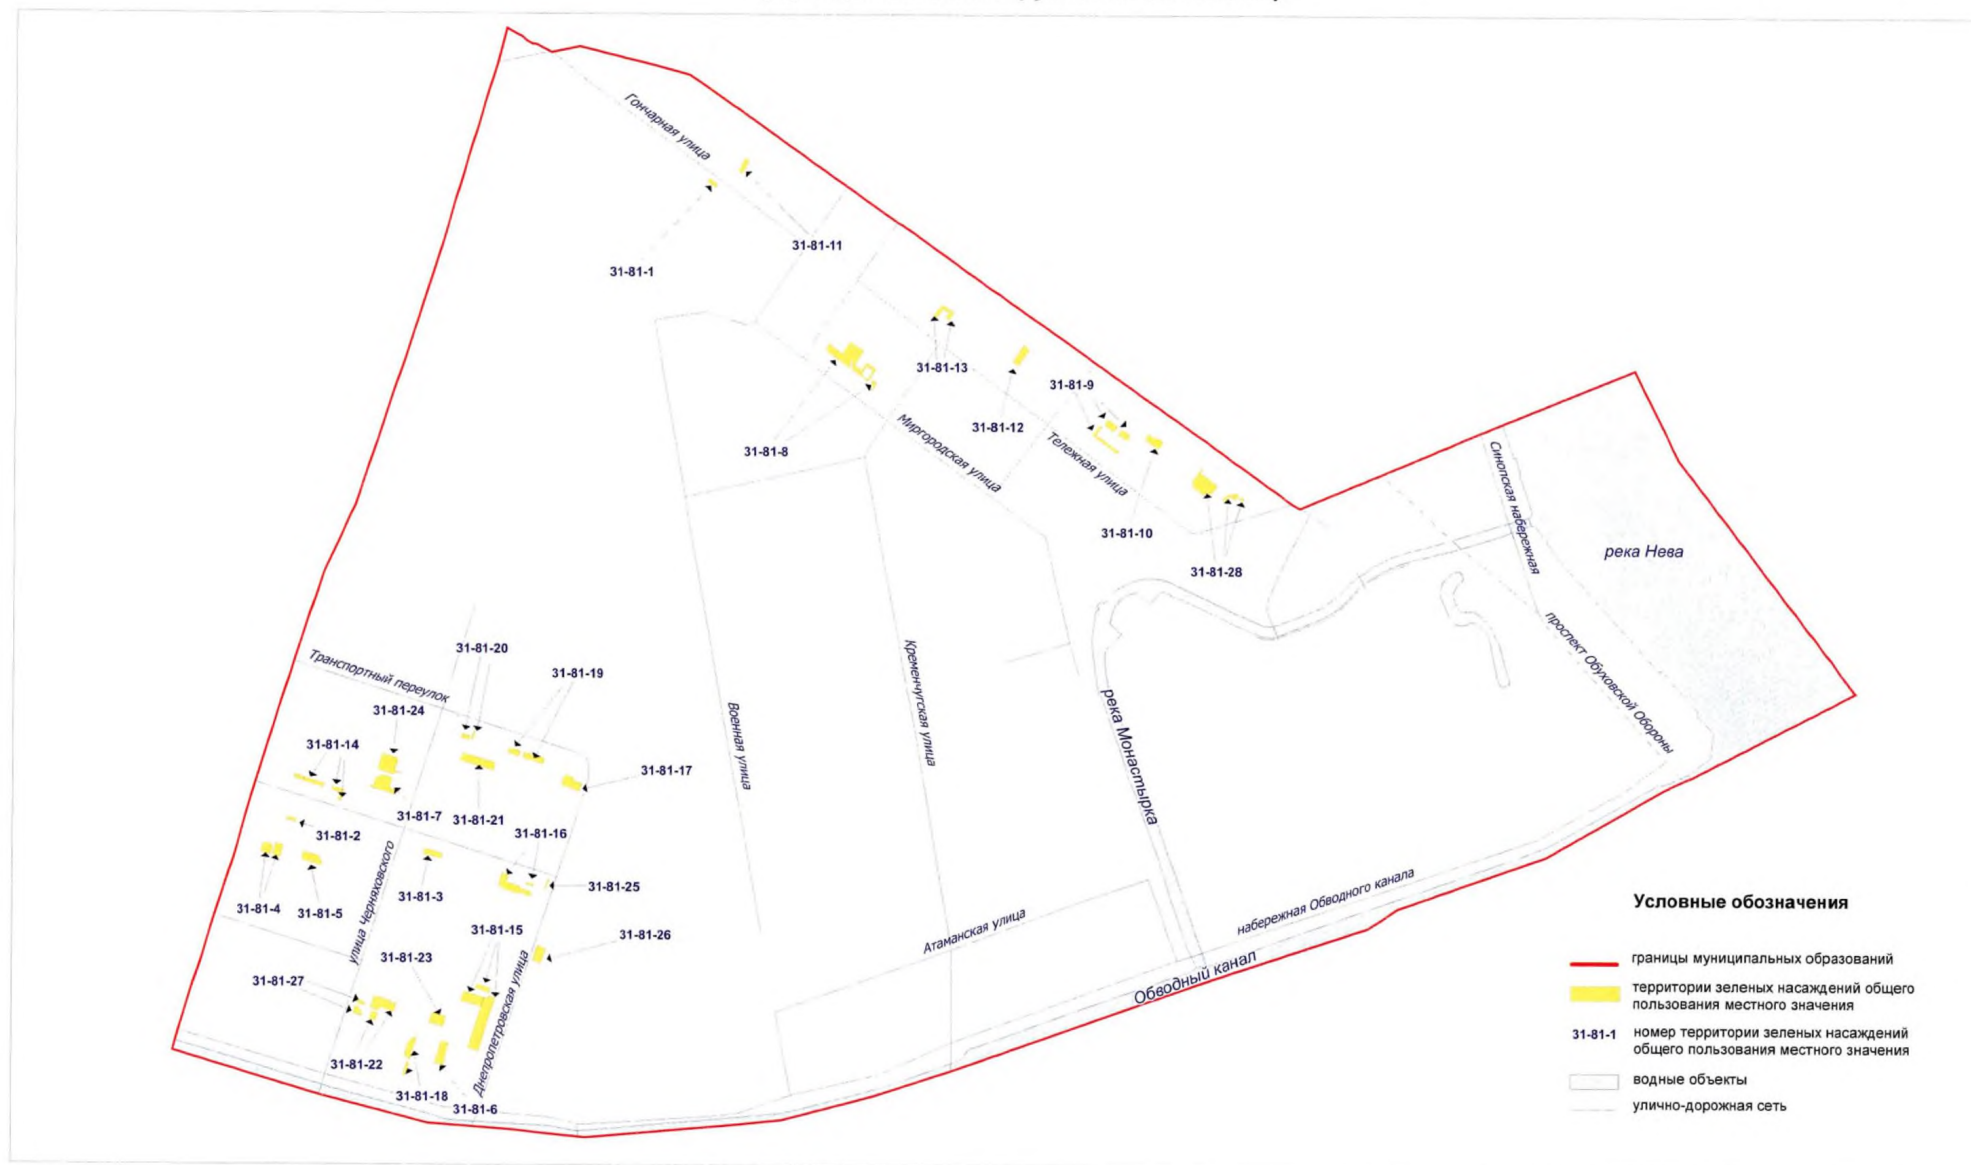 Гончарная улица
31-81-11
31-81-1
31-81-13
31-81-9
31-81-12
31-81-8
Миргородская улица
Тележная улица
31-81-10
31-81-28
Синопская набережная
река Нева
проспект Обуховской Обороны
31-81-20
Транспортный переулок
31-81-19
31-81-24
31-81-14
31-81-17
Военная улица
Кременчугская улица
река Монастырка
31-81-7
31-81-21
31-81-16
31-81-2
31-81-3
31-81-25
31-81-4
31-81-5
улица Черняховского
31-81-15
31-81-26
31-81-23
31-81-27
Днепропетровская улица
31-81-22
31-81-18
31-81-6
Атаманская улица
набережная Обводного канала
Обводный канал
Условные обозначения
границы муниципальных образований
территории зеленых насаждений общего
пользования местного значения
31-81-1 номер территории зеленых насаждений
общего пользования местного значения
водные объекты
улично-дорожная сеть